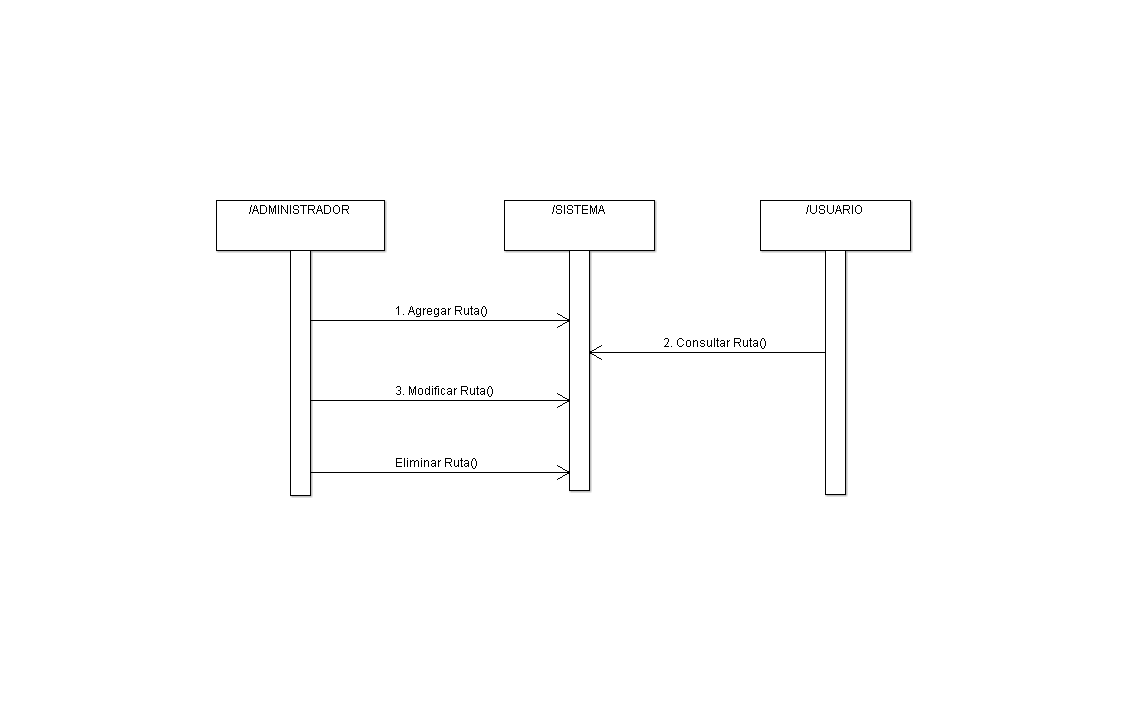 /ADMINISTRADOR
/SISTEMA
/USUARIO
1. Agregar Ruta()
2. Consultar Ruta()
3. Modificar Ruta()
Eliminar Ruta()